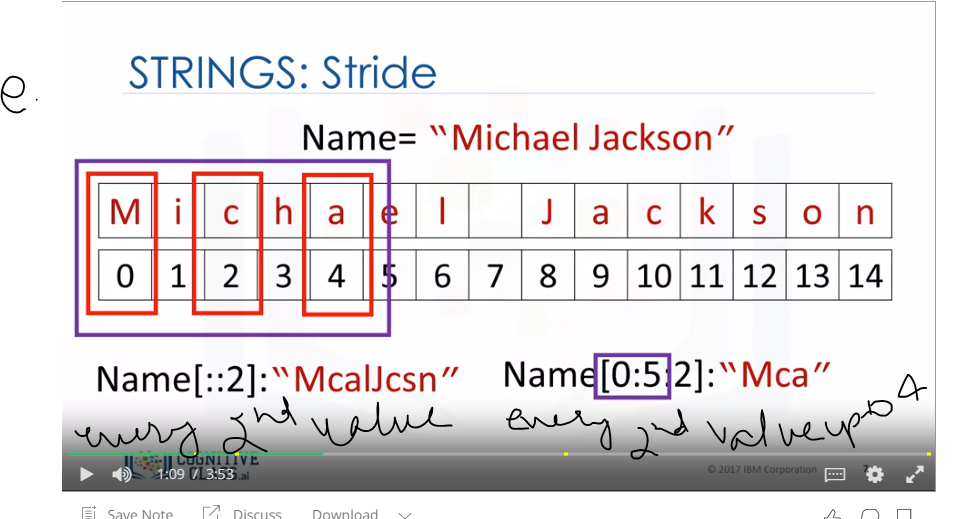 STRINGS: Stride
e.
Name= "Michael Jackson"
M i c h a e l J a c k s o n
0 1 2 3 4 5 6 7 8 9 10 11 12 13 14
Name[::2]:"McalJcsn" Name[0:5:2]:"Mca"
every 2nd value every 2nd value upto 4
COGNITIVE
1:09 / 3:53 .ai © 2017 IBM Corporation 7
Save Note Discuss Download